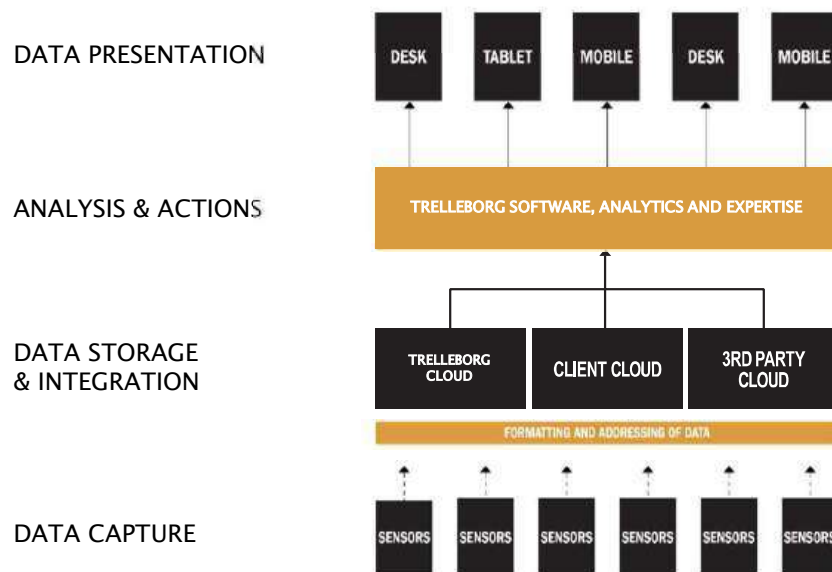 DATA PRESENTATION
DESK
TABLET
MOBILE
DESK
MOBILE
ANALYSIS & ACTIONS
TRELLEBORG SOFTWARE, ANALYTICS AND EXPERTISE
DATA STORAGE
& INTEGRATION
TRELLEBORG
CLOUD
CLIENT CLOUD
3RD PARTY
CLOUD
FORMATTING AND ADDRESSING OF DATA
DATA CAPTURE
SENSORS
SENSORS
SENSORS
SENSORS
SENSORS
SENSORS